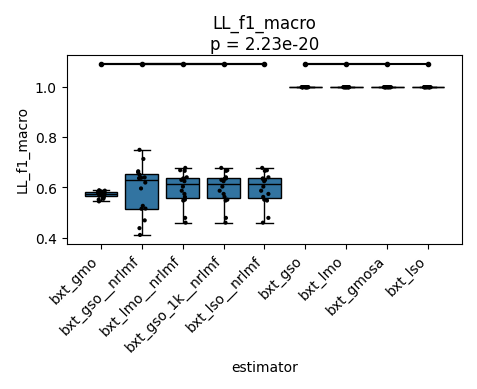 LL_f1_macro
p = 2.23e-20
LL_f1_macro
1.0
0.8
0.6
0.4
bxt_gmo
bxt_gso__nrlmf
bxt_lmo__nrlmf
bxt_gso_1k__nrlmf
bxt_lso__nrlmf
bxt_gso
bxt_lmo
bxt_gmosa
bxt_lso
estimator